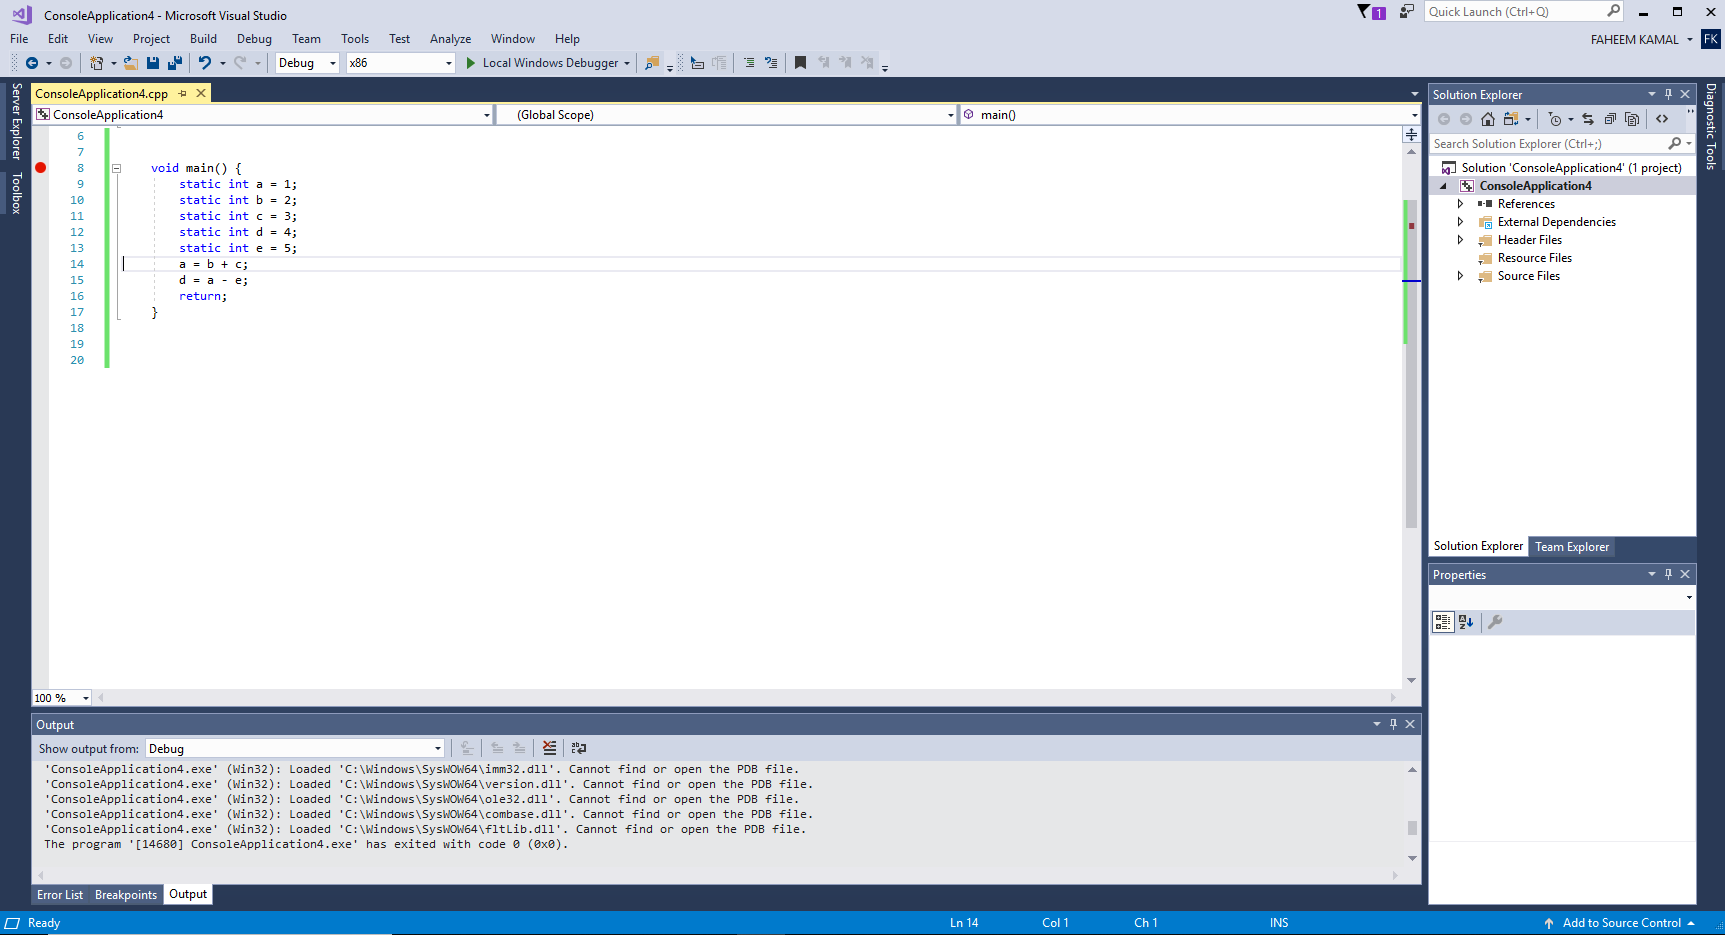 ConsoleApplication4 - Microsoft Visual Studio
1
Quick Launch (Ctrl+Q)
File Edit View Project Build Debug Team Tools Test Analyze Window Help
FAHEEM KAMAL FK
Debug x86 Local Windows Debugger
Server Explorer
Toolbox
ConsoleApplication4.cpp
ConsoleApplication4 (Global Scope) main()
6
7
8 void main() {
9 static int a = 1;
10 static int b = 2;
11 static int c = 3;
12 static int d = 4;
13 static int e = 5;
14 a = b + c;
15 d = a - e;
16 return;
17 }
18
19
20
100 %
Output
Show output from: Debug
'ConsoleApplication4.exe' (Win32): Loaded 'C:\Windows\SysWOW64\imm32.dll'. Cannot find or open the PDB file.
'ConsoleApplication4.exe' (Win32): Loaded 'C:\Windows\SysWOW64\version.dll'. Cannot find or open the PDB file.
'ConsoleApplication4.exe' (Win32): Loaded 'C:\Windows\SysWOW64\ole32.dll'. Cannot find or open the PDB file.
'ConsoleApplication4.exe' (Win32): Loaded 'C:\Windows\SysWOW64\combase.dll'. Cannot find or open the PDB file.
'ConsoleApplication4.exe' (Win32): Loaded 'C:\Windows\SysWOW64\fltLib.dll'. Cannot find or open the PDB file.
The program '[14680] ConsoleApplication4.exe' has exited with code 0 (0x0).
Error List Breakpoints Output
Solution Explorer
Search Solution Explorer (Ctrl+;)
Solution 'ConsoleApplication4' (1 project)
ConsoleApplication4
References
External Dependencies
Header Files
Resource Files
Source Files
Solution Explorer Team Explorer
Properties
Diagnostic Tools
Ready Ln 14 Col 1 Ch 1 INS Add to Source Control